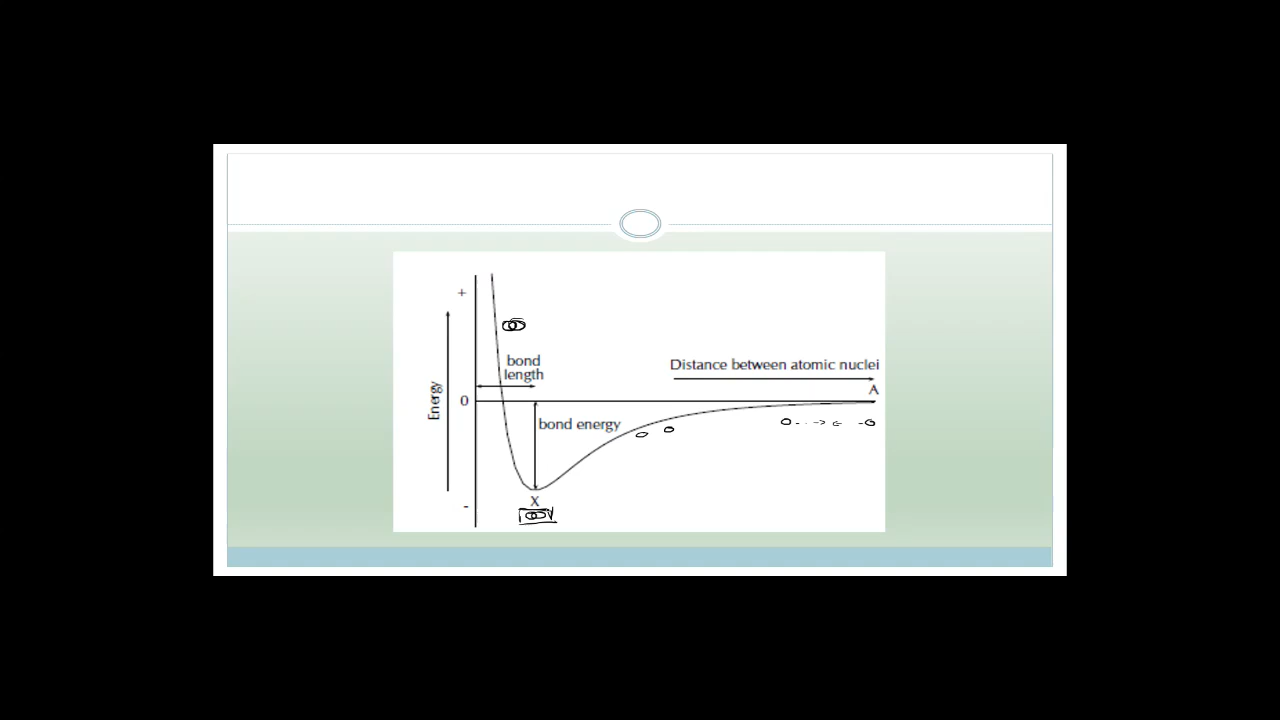 +
bond
length
Distance between atomic nuclei
A
Energy
0
bond energy
X
-